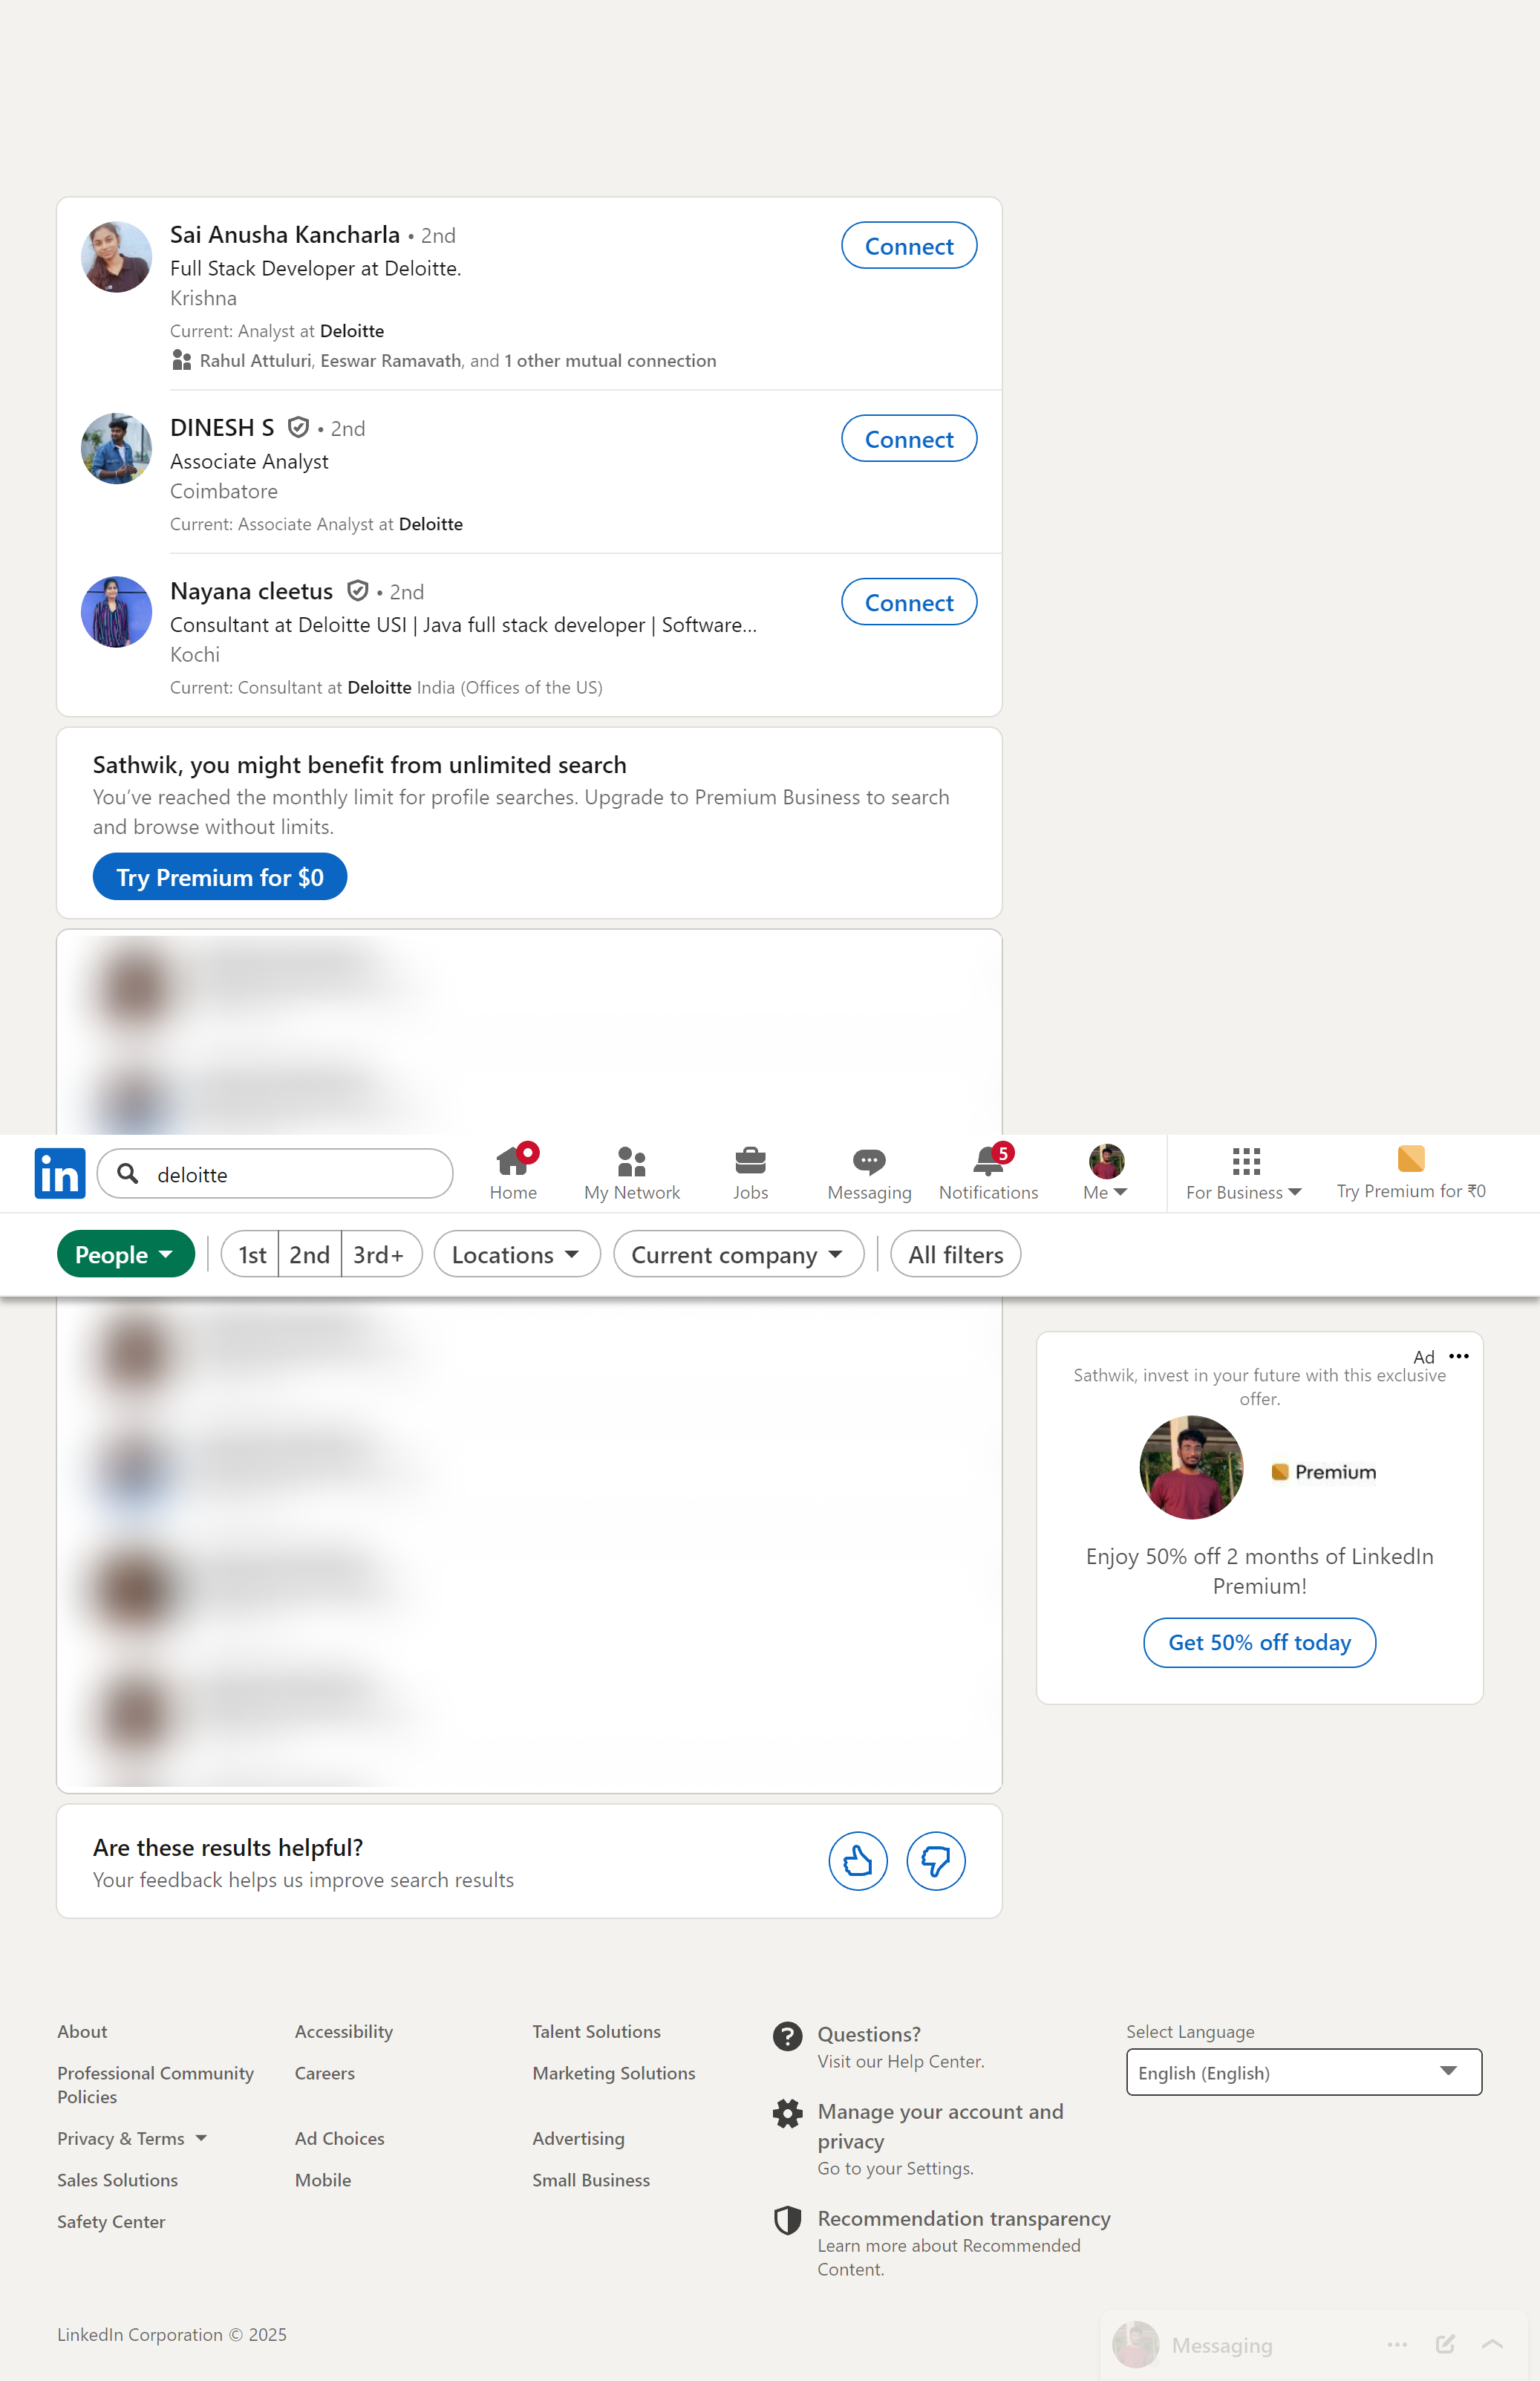 Sai Anusha Kancharla • 2nd
Connect
Full Stack Developer at Deloitte.
Krishna
Current: Analyst at Deloitte
Rahul Attuluri, Eeswar Ramavath, and 1 other mutual connection
DINESH S • 2nd
Connect
Associate Analyst
Coimbatore
Current: Associate Analyst at Deloitte
Nayana cleetus • 2nd
Connect
Consultant at Deloitte USI | Java full stack developer | Software...
Kochi
Current: Consultant at Deloitte India (Offices of the US)
Sathwik, you might benefit from unlimited search
You’ve reached the monthly limit for profile searches. Upgrade to Premium Business to search
and browse without limits.
Try Premium for $0
in
deloitte
Home
My Network
Jobs
Messaging
5
Notifications
Me
For Business
Try Premium for ₹0
People
1st
2nd
3rd+
Locations
Current company
All filters
Ad
Sathwik, invest in your future with this exclusive
offer.
Premium
Enjoy 50% off 2 months of LinkedIn
Premium!
Get 50% off today
Are these results helpful?
Your feedback helps us improve search results
About
Accessibility
Talent Solutions
Professional Community
Policies
Careers
Marketing Solutions
Privacy & Terms
Ad Choices
Advertising
Sales Solutions
Mobile
Small Business
Safety Center
Questions?
Visit our Help Center.
Manage your account and
privacy
Go to your Settings.
Recommendation transparency
Learn more about Recommended
Content.
Select Language
English (English)
LinkedIn Corporation © 2025
Messaging